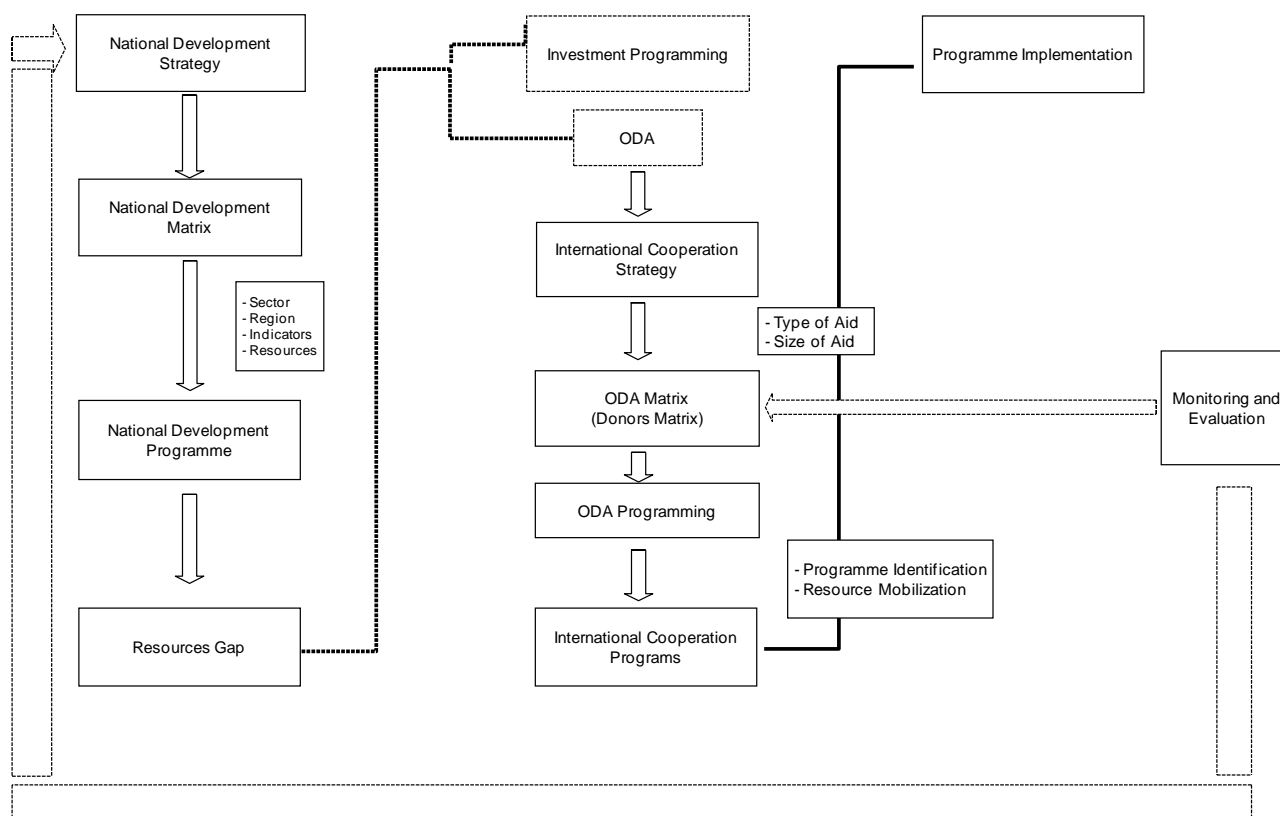 National Development
Strategy
National Development
Matrix
- Sector
- Region
- Indicators
- Resources
National Development
Programme
Resources Gap
Investment Programming
ODA
International Cooperation
Strategy
- Type of Aid
- Size of Aid
ODA Matrix
(Donors Matrix)
ODA Programming
- Programme Identification
- Resource Mobilization
International Cooperation
Programs
Programme Implementation
Monitoring and
Evaluation